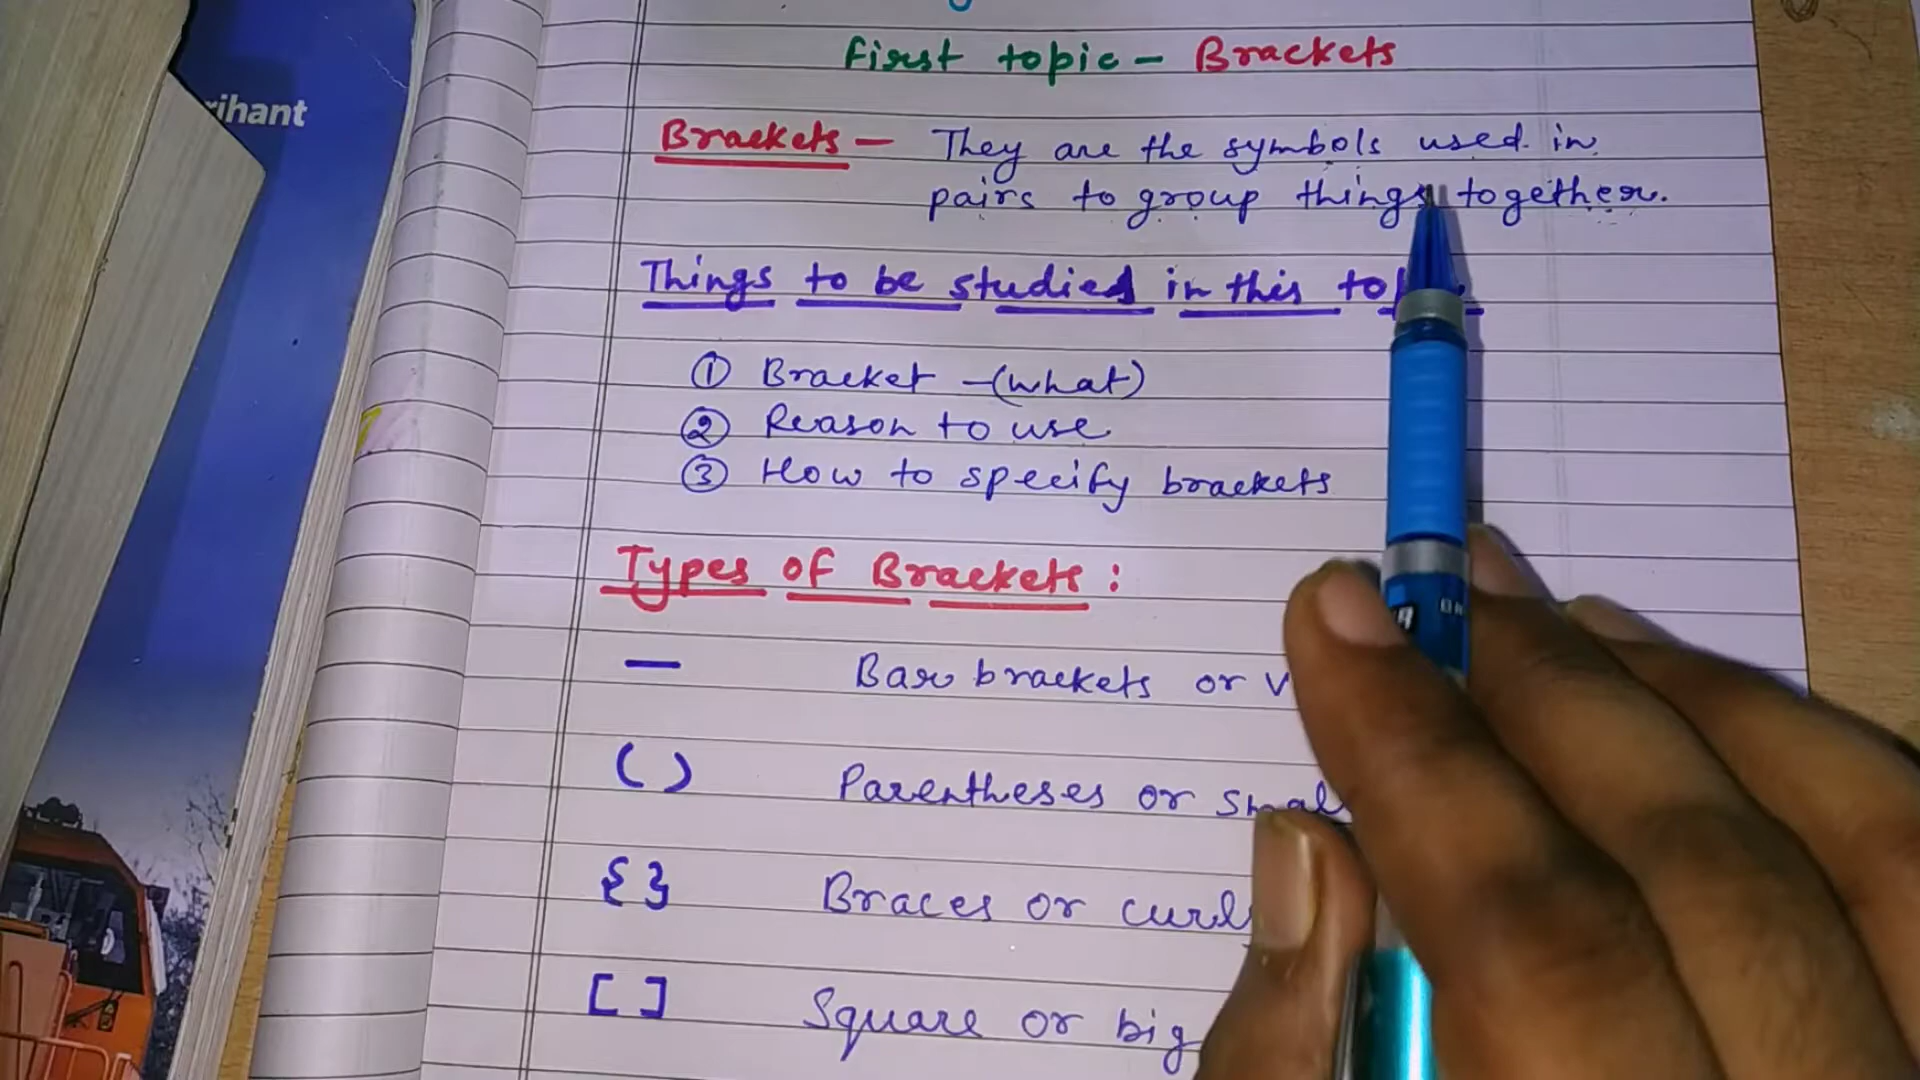 First topic - Brackets
rihant
Brackets - They are the symbols used in
pairs to group things together.
Things to be studied in this
① Bracket -(what)
② Reason to use
③ How to specify brackets
Types of Brackets :
— Bar brackets or
( ) Parentheses or
{ } Braces or
[ ] Square or big